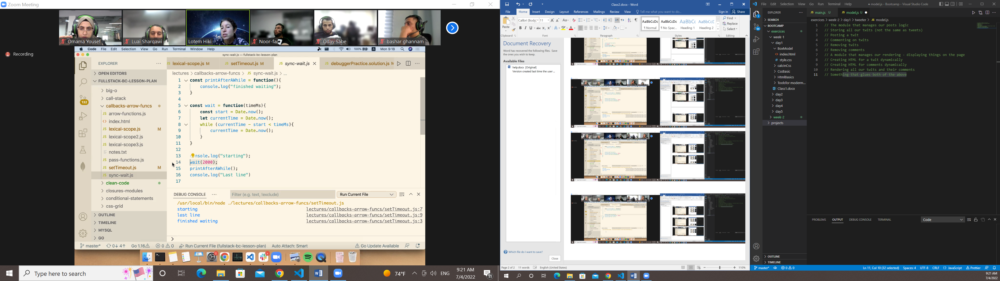 Zoom Meeting
Omama Yousef
Luai Sharqawi
Lotem Hiki
Noor-fa
Oday Sabe
bashar ghannam
Recording
Code File Edit Selection View Go Run Terminal Window Help
100% Mon 9:18
sync-wait.js — fullstack-bc-lesson-plan
EXPLORER
lexical-scope.js M
setTimeout.js M
sync-wait.js
debuggerPractice.solution.js
OPEN EDITORS
FULLSTACK-BC-LESSON-PLAN
big-o
call-stack
callbacks-arrow-funcs
arrow-functions.js
index.html
lexical-scope.js M
lexical-scope2.js
lexical-scope3.js
notes.txt
pass-functions.js
setTimeout.js M
sync-wait.js
clean-code
closures-modules
conditional-statements
css-grid
OUTLINE
TIMELINE
MYSQL
GO
132
lectures > callbacks-arrow-funcs > JS sync-wait.js > ...
1 const printAfterAWhile = function(){
2 console.log("finished waiting");
3 }
4
5 const wait = function(timeMs){
6 const start = Date.now();
7 let currentTime = Date.now();
8 while (currentTime - start < timeMs){
9 currentTime = Date.now();
10 }
11 }
12
13 nsole.log("starting");
14 wait(2000);
15 printAfterAWhile();
16 console.log("Last line")
17
DEBUG CONSOLE
Filter (e.g. text, !exclude)
Run Current File
/usr/local/bin/node ./lectures/callbacks-arrow-funcs/setTimeout.js
starting lectures/callbacks-arrow-funcs/setTimeout.js:7
last line lectures/callbacks-arrow-funcs/setTimeout.js:9
finished waiting lectures/callbacks-arrow-funcs/setTimeout.js:3
master* 0↓ 4↑ Go 1.16 0 0 Run Current File (fullstack-bc-lesson-plan) Auto Attach: Smart Go Update Available
Type here to search
74°F
ENG
9:21 AM
7/4/2022
11
Class2.docx - Word
File Home Insert Design Layout References Mailings Review View Tell me what you want to do... Sign in Share
Paste
Calibri (Body) 11
B I U abc
AaBbCcDc AaBbCcDc AaBbCc AaBbCcE
¶ Normal ¶ No Spac... Heading 1 Heading 2
Find
Replace
Select
Clipboard Font Paragraph Styles Editing
Document Recovery
Word has recovered the following files. Save
the ones you wish to keep.
Available Files
help.docx [Original]
Version created last time the user ...
Which file do I want to save?
Close
Page 2 of 2 11 words English (United States)
110%
File Edit Selection View Go Run Terminal Help
● model.js - Bootcamp - Visual Studio Code
EXPLORER
SEARCH
BOOTCAMP
exercices
week-1
day1
BoxModel
index.html
style.css
calcInCss
CssBasic
HtmlBasics
Toolsfor moderm...
Class1.docx
day2
day3
day4
day5
week-2
projects
OUTLINE
TIMELINE
JS main.js U
JS model.js U ●
exercices > week-2 > day1 > tweeter > JS model.js
1 // The module that manages our posts logic
2 // Storing all our twits (not the same as tweets)
3 // Posting a twit
4 // Commenting on twits
5 // Removing twits
6 // Removing comments
7 // A module that manages our rendering - displaying things on the page
8 // Creating HTML for a twit dynamically
9 // Creating HTML for comments dynamically
10 // Rendering all our twits and their comments
11 // Something that glues both of the above
PROBLEMS OUTPUT DEBUG CONSOLE TERMINAL
Code
master* 0 0 Ln 11, Col 10 (32 selected) Spaces: 4 UTF-8 CRLF {} JavaScript Prettier
9:21 AM
7/4/2022